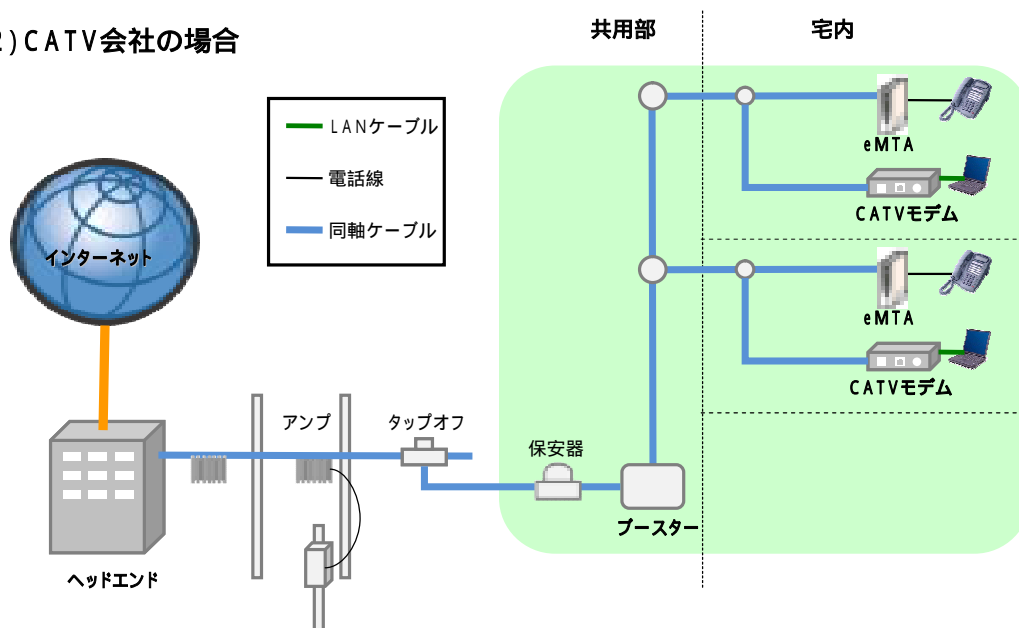 2)CATV会社の場合
共用部
宅内
LANケーブル
電話線
同軸ケーブル
インターネット
eMTA
CATVモデム
eMTA
CATVモデム
アンプ
タップオフ
保安器
ブースター
ヘッドエンド